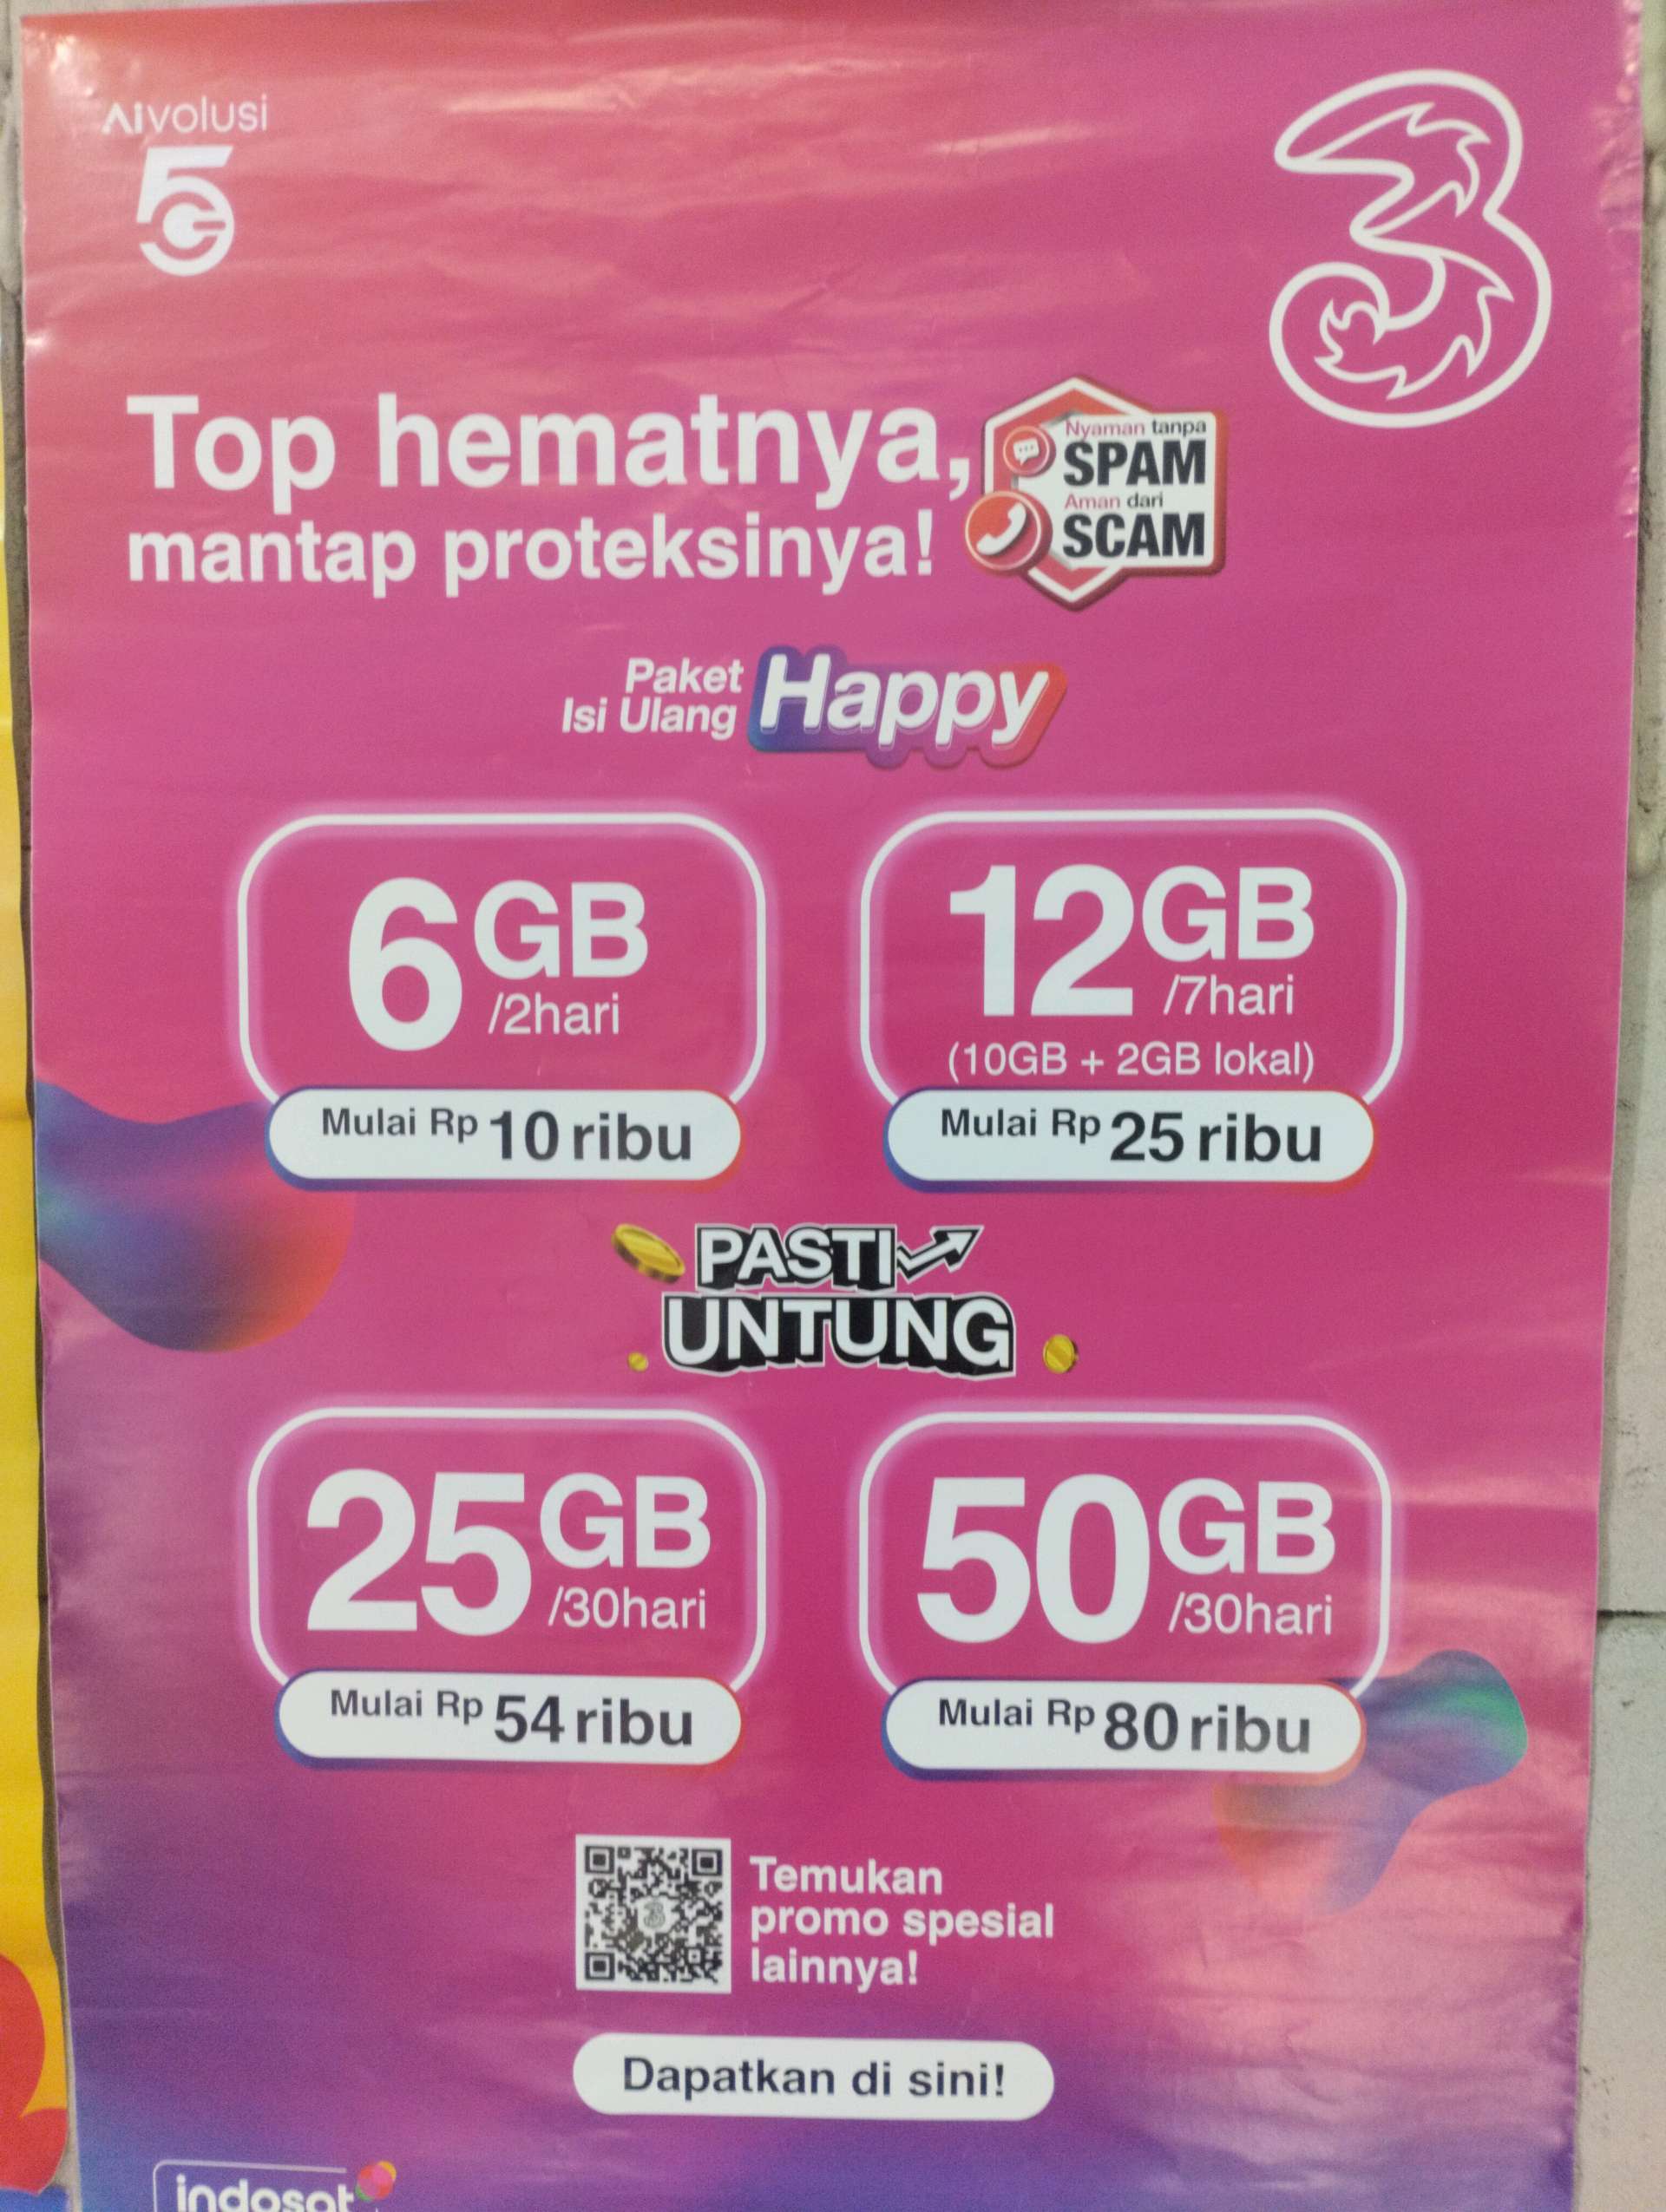 AIvolusi
5G
3
Top hematnya,
mantap proteksinya!
Nyaman tanpa
SPAM
Aman dari
SCAM
Paket
Isi Ulang
Happy
6GB
/2hari
Mulai Rp 10 ribu
12GB
/7hari
(10GB + 2GB lokal)
Mulai Rp 25 ribu
PASTI
UNTUNG
25GB
/30hari
Mulai Rp 54 ribu
50GB
/30hari
Mulai Rp 80 ribu
Temukan
promo spesial
lainnya!
Dapatkan di sini!
indosat